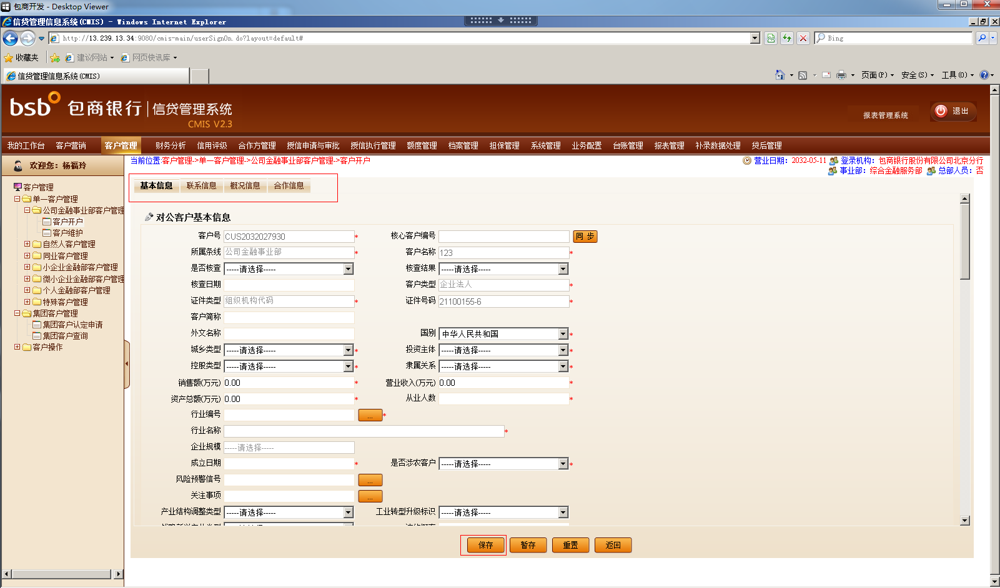 包商开发 - Desktop Viewer
信贷管理信息系统(CMIS) - Windows Internet Explorer
http://13.239.13.34:9080/cmis-main/userSignOn.do?layout=default#
Bing
收藏夹 建议网站 网页快讯库
信贷管理信息系统(CMIS)
页面(P) 安全(S) 工具(O)
bsb 包商银行 信贷管理系统
CMIS V2.3
报表管理系统 退出
我的工作台 客户营销 客户管理 财务分析 信用评级 合作方管理 授信申请与审批 授信执行管理 额度管理 档案管理 担保管理 系统管理 业务配置 台账管理 报表管理 补录数据处理 贷后管理
欢迎您：杨福玲
当前位置:客户管理->单一客户管理->公司金融事业部客户管理->客户开户
营业日期：2032-05-11 登录机构：包商银行股份有限公司北京分行
事业部：综合金融服务部 总部人员：否
客户管理
单一客户管理
公司金融事业部客户管理
客户开户
客户维护
自然人客户管理
同业客户管理
小企业金融部客户管理
微小企业金融部客户管理
个人金融部客户管理
特殊客户管理
集团客户管理
集团客户认定申请
集团客户查询
客户操作
基本信息 联系信息 概况信息 合作信息
对公客户基本信息
客户号 CUS2032027930 * 核心客户编号 同 步
所属条线 公司金融事业部 * 客户名称 123 *
是否核查 -----请选择----- 核查结果 -----请选择-----
核查日期 客户类型 企业法人 *
证件类型 组织机构代码 * 证件号码 21100155-6 *
客户简称
外文名称 国别 中华人民共和国 *
城乡类型 -----请选择----- * 投资主体 -----请选择----- *
控股类型 -----请选择----- * 隶属关系 -----请选择----- *
销售额(万元) 0.00 * 营业收入(万元) 0.00 *
资产总额(万元) 0.00 * 从业人数 *
行业编号 ... *
行业名称 *
企业规模 -----请选择-----
成立日期 * 是否涉农客户 -----请选择----- *
风险预警信号 ...
关注事项 ...
产业结构调整类型 -----请选择----- 工业转型升级标识 -----请选择-----
保存 暂存 重置 返回